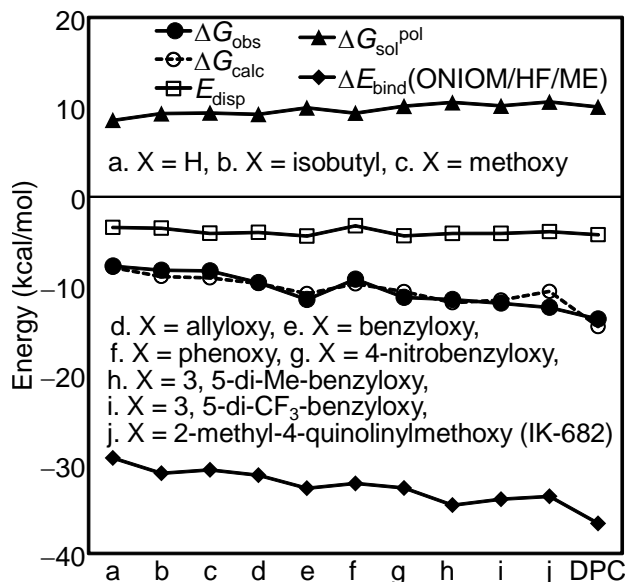 20
10
0
−10
−20
−30
−40
Energy (kcal/mol)
ΔGobs
ΔGcalc
Edisp
ΔGsol^pol
ΔEbind(ONIOM/HF/ME)
a. X = H, b. X = isobutyl, c. X = methoxy
d. X = allyloxy, e. X = benzyloxy,
f. X = phenoxy, g. X = 4-nitrobenzyloxy,
h. X = 3, 5-di-Me-benzyloxy,
i. X = 3, 5-di-CF3-benzyloxy,
j. X = 2-methyl-4-quinolinylmethoxy (IK-682)
a b c d e f g h i j DPC